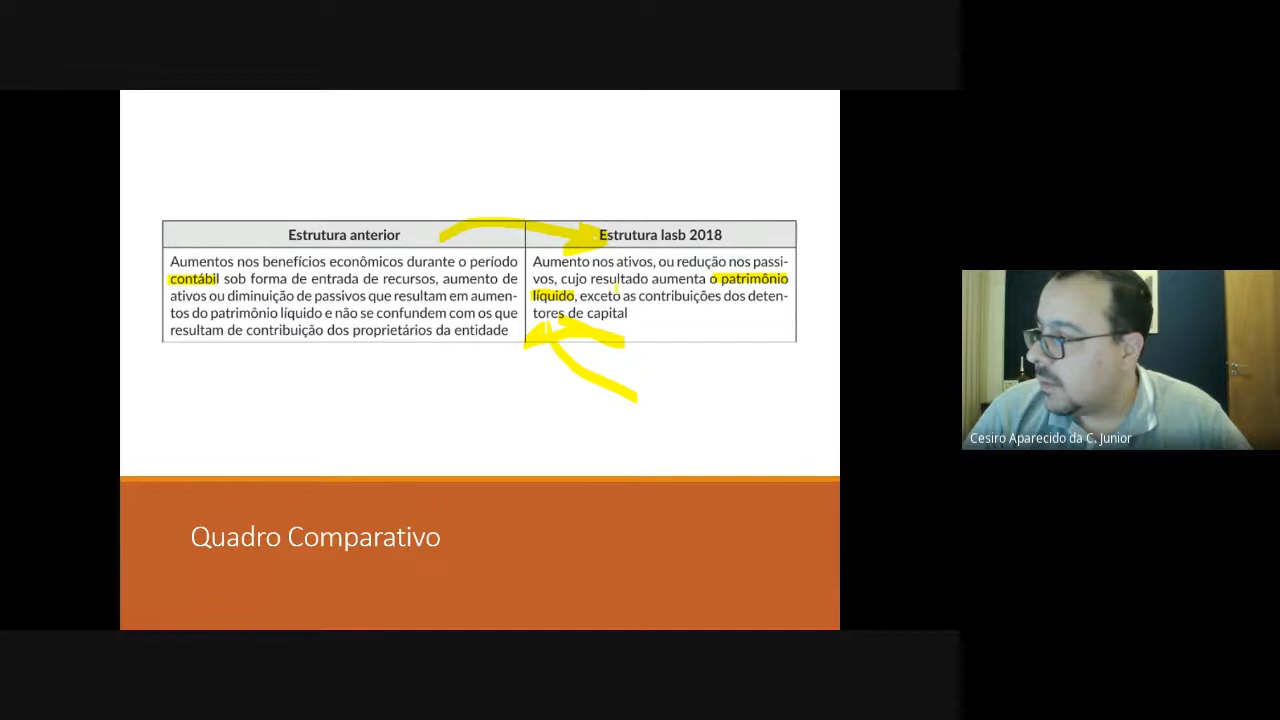 Estrutura anterior
Estrutura Iasb 2018
Aumentos nos benefícios econômicos durante o período
contábil sob forma de entrada de recursos, aumento de
ativos ou diminuição de passivos que resultam em aumen-
tos do patrimônio líquido e não se confundem com os que
resultam de contribuição dos proprietários da entidade
Aumento nos ativos, ou redução nos passi-
vos, cujo resultado aumenta o patrimônio
líquido, exceto as contribuições dos deten-
tores de capital
Quadro Comparativo
Cesiro Aparecido da C. Junior